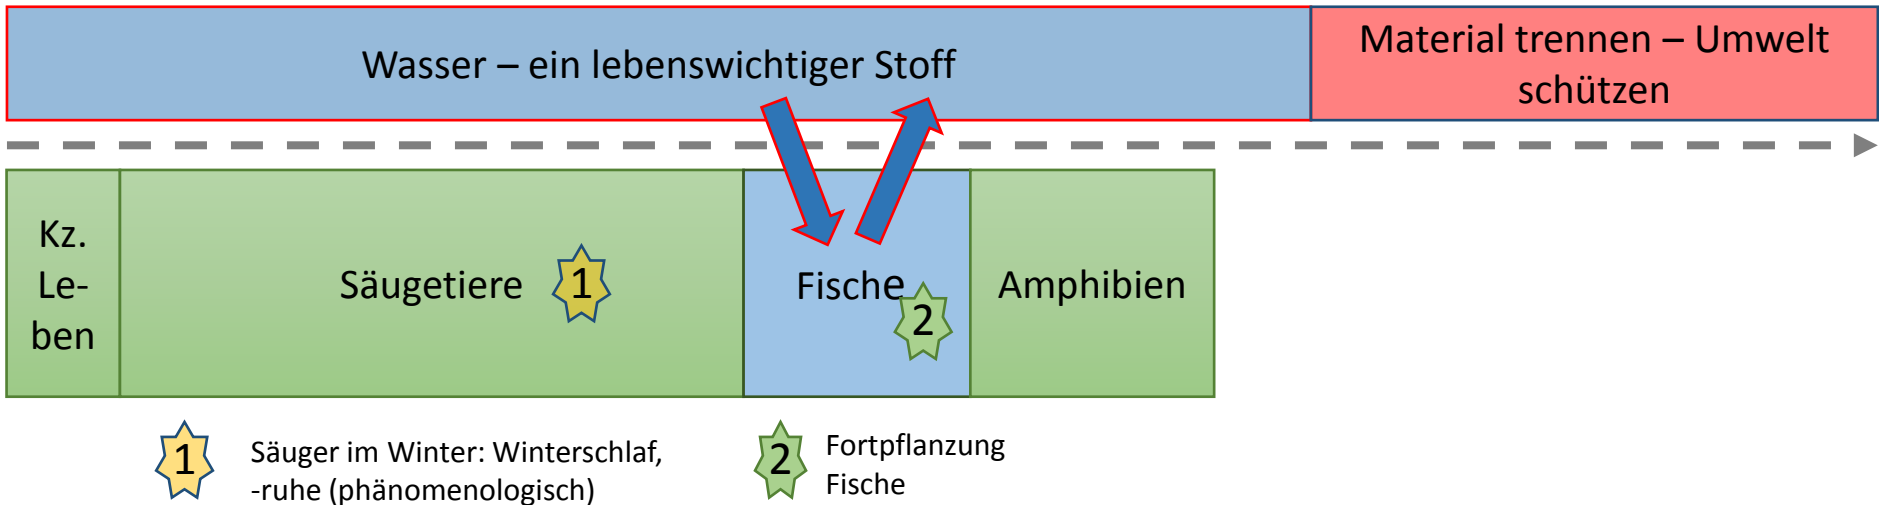 Wasser – ein lebenswichtiger Stoff
Material trennen – Umwelt
schützen
Kz.
Le-
ben
Säugetiere
1
Fische
2
Amphibien
1
Säuger im Winter: Winterschlaf,
-ruhe (phänomenologisch)
2
Fortpflanzung
Fische